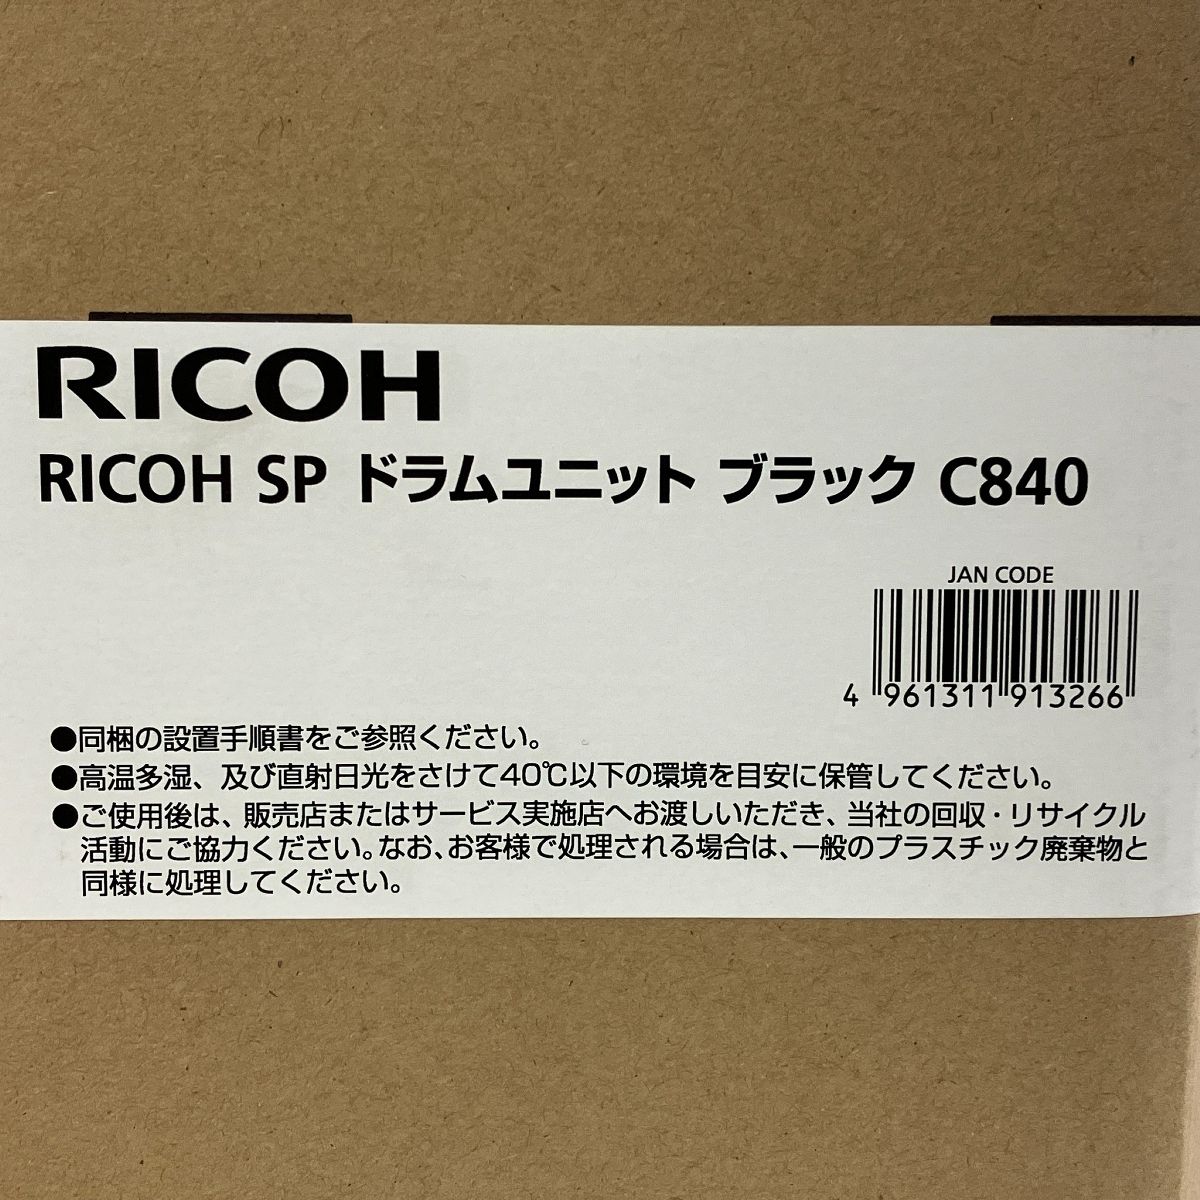 RICOH
RICOH SP ドラムユニット ブラック C840
JAN CODE
4 961311 913266
●同梱の設置手順書をご参照ください。
●高温多湿、及び直射日光をさけて40℃以下の環境を目安に保管してください。
●ご使用後は、販売店またはサービス実施店へお渡しいただき、当社の回収・リサイクル
活動にご協力ください。なお、お客様で処理される場合は、一般のプラスチック廃棄物と
同様に処理してください。